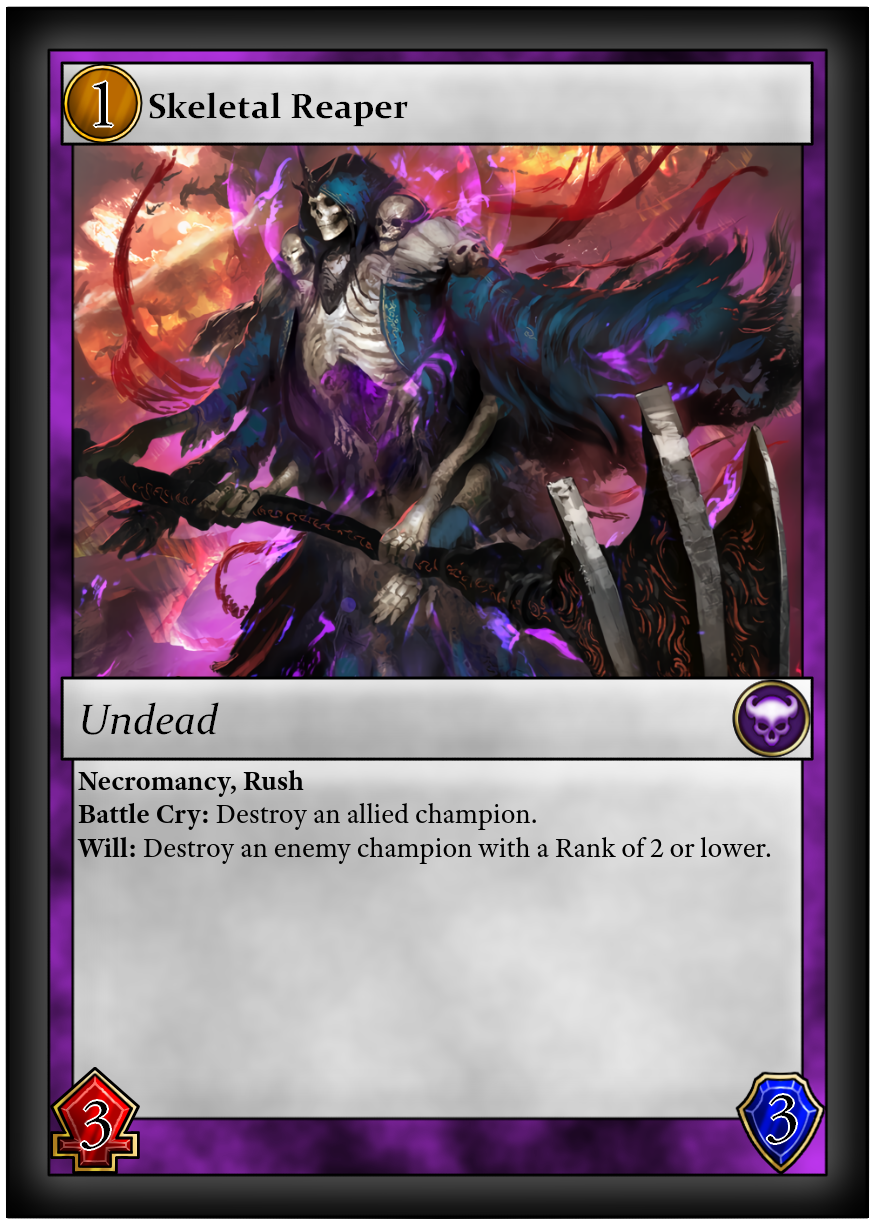 1
Skeletal Reaper
Undead
Necromancy, Rush
Battle Cry: Destroy an allied champion.
Will: Destroy an enemy champion with a Rank of 2 or lower.
3
3